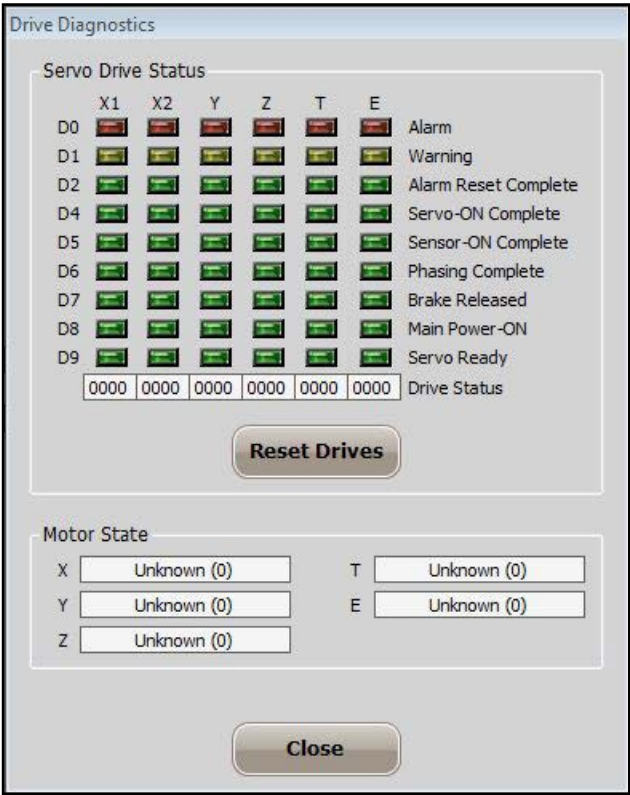 Drive Diagnostics
Servo Drive Status
X1 X2 Y Z T E
D0 Alarm
D1 Warning
D2 Alarm Reset Complete
D4 Servo-ON Complete
D5 Sensor-ON Complete
D6 Phasing Complete
D7 Brake Released
D8 Main Power-ON
D9 Servo Ready
0000 0000 0000 0000 0000 0000 Drive Status
Reset Drives
Motor State
X Unknown (0) T Unknown (0)
Y Unknown (0) E Unknown (0)
Z Unknown (0)
Close